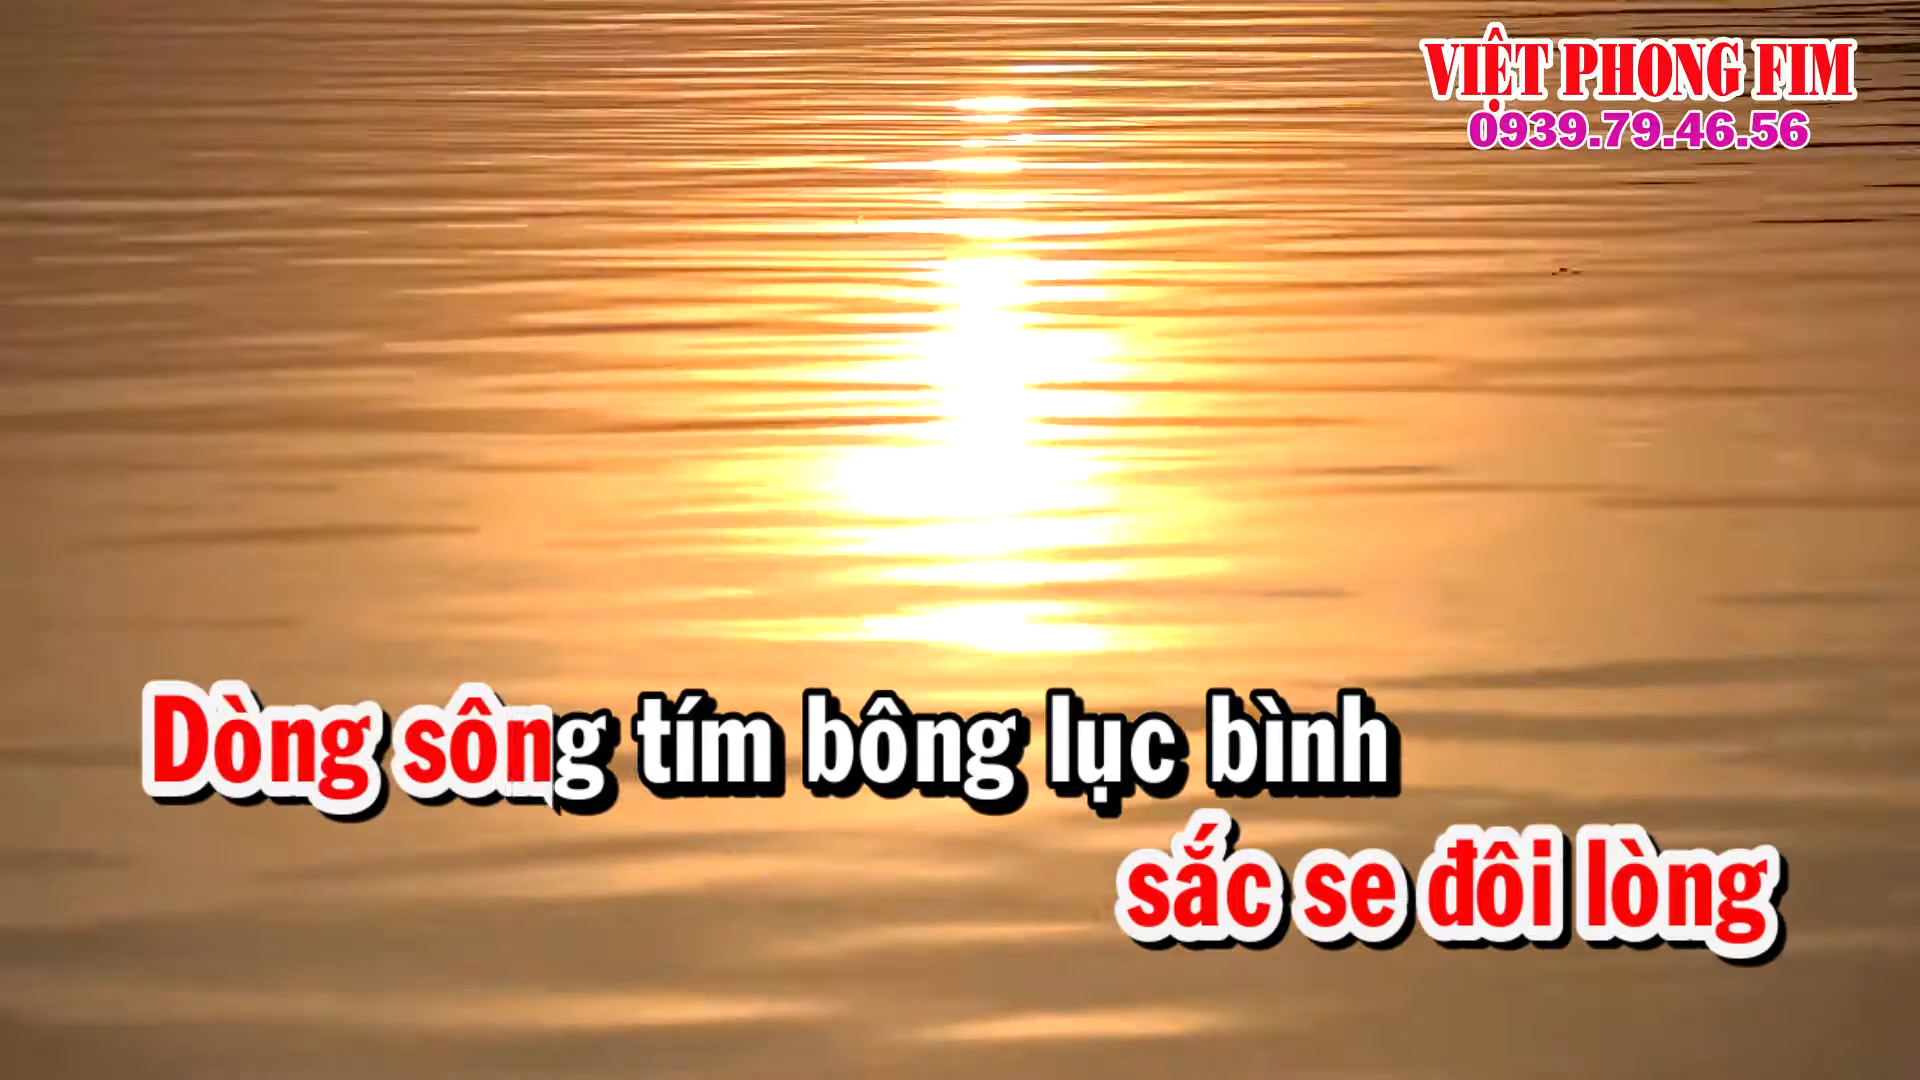 VIỆT PHONG FIM
0939.79.46.56
Dòng sông tím bông lục bình
sắc se đôi lòng